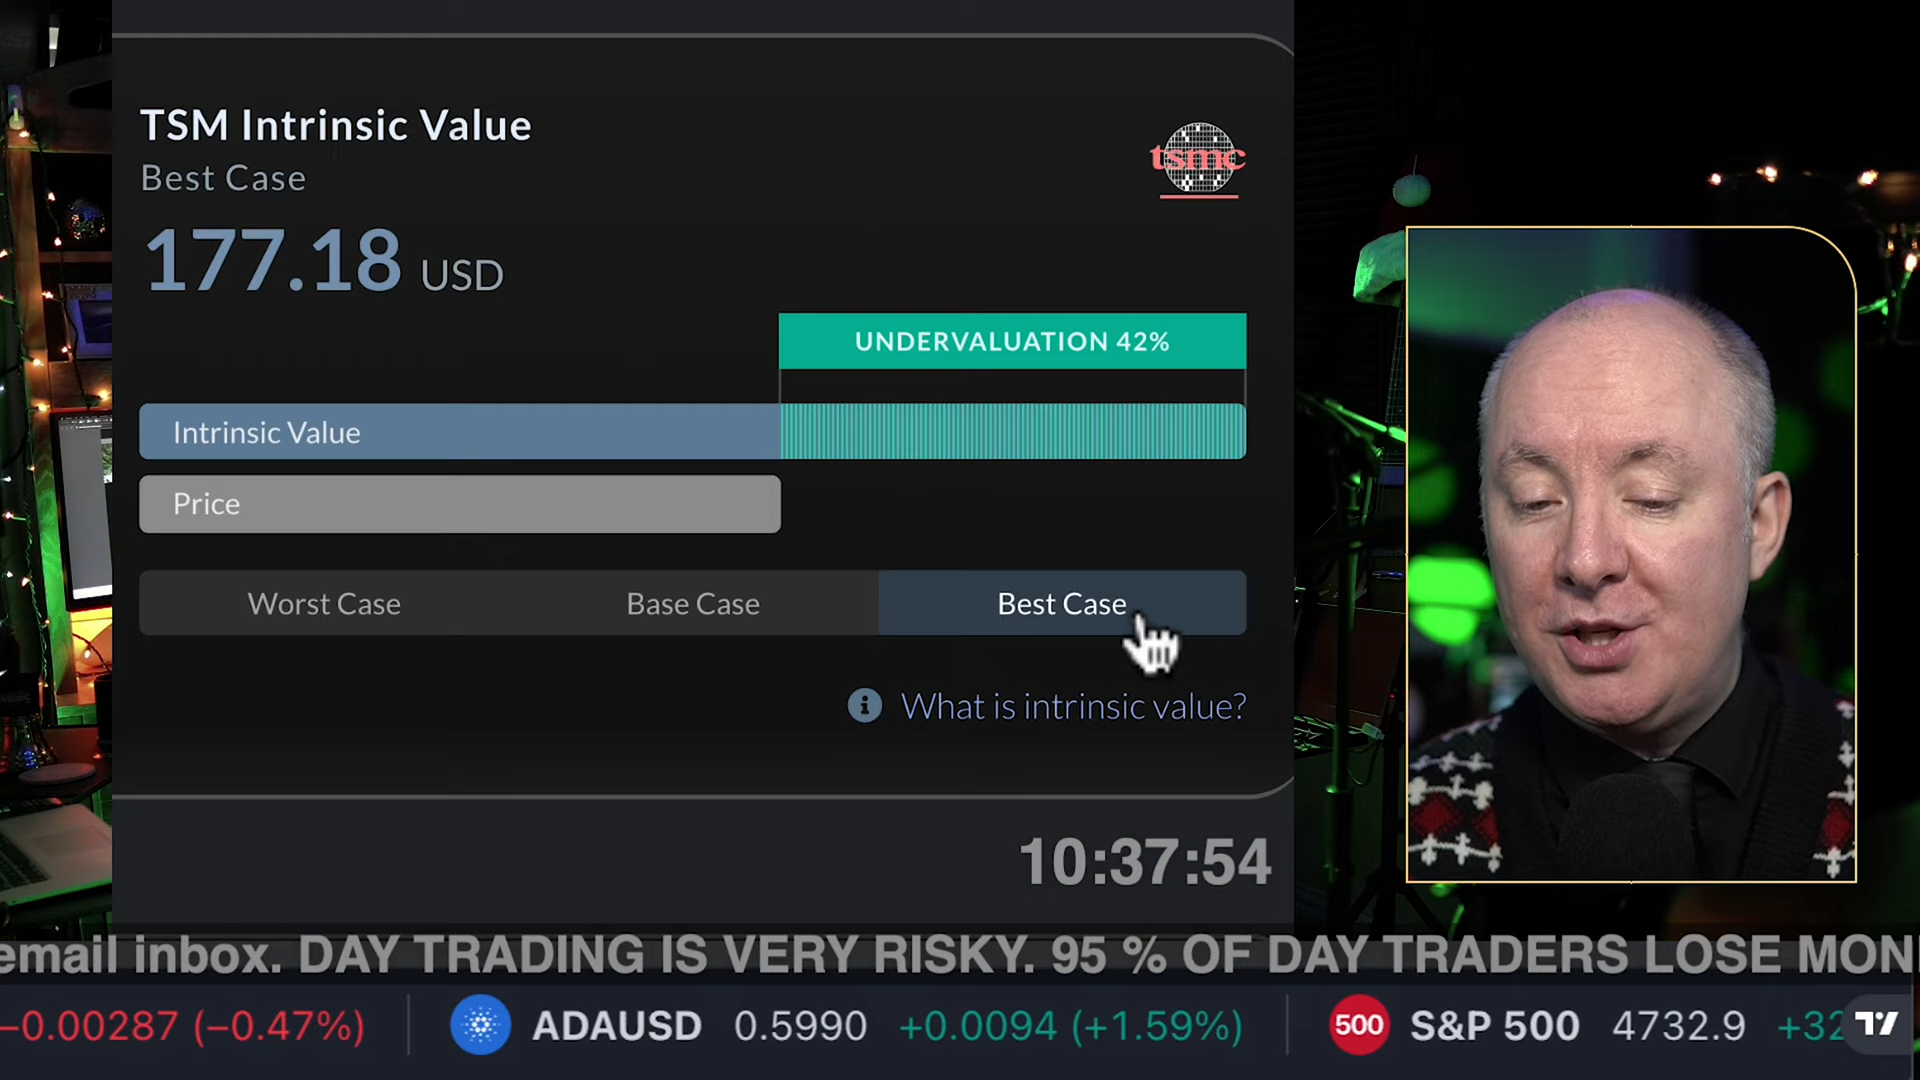 TSM Intrinsic Value
tsmc
Best Case
177.18 USD
UNDERVALUATION 42%
Intrinsic Value
Price
Worst Case Base Case Best Case
What is intrinsic value?
10:37:54
email inbox. DAY TRADING IS VERY RISKY. 95 % OF DAY TRADERS LOSE MON
−0.00287 (−0.47%) ADAUSD 0.5990 +0.0094 (+1.59%) 500 S&P 500 4732.9 +32